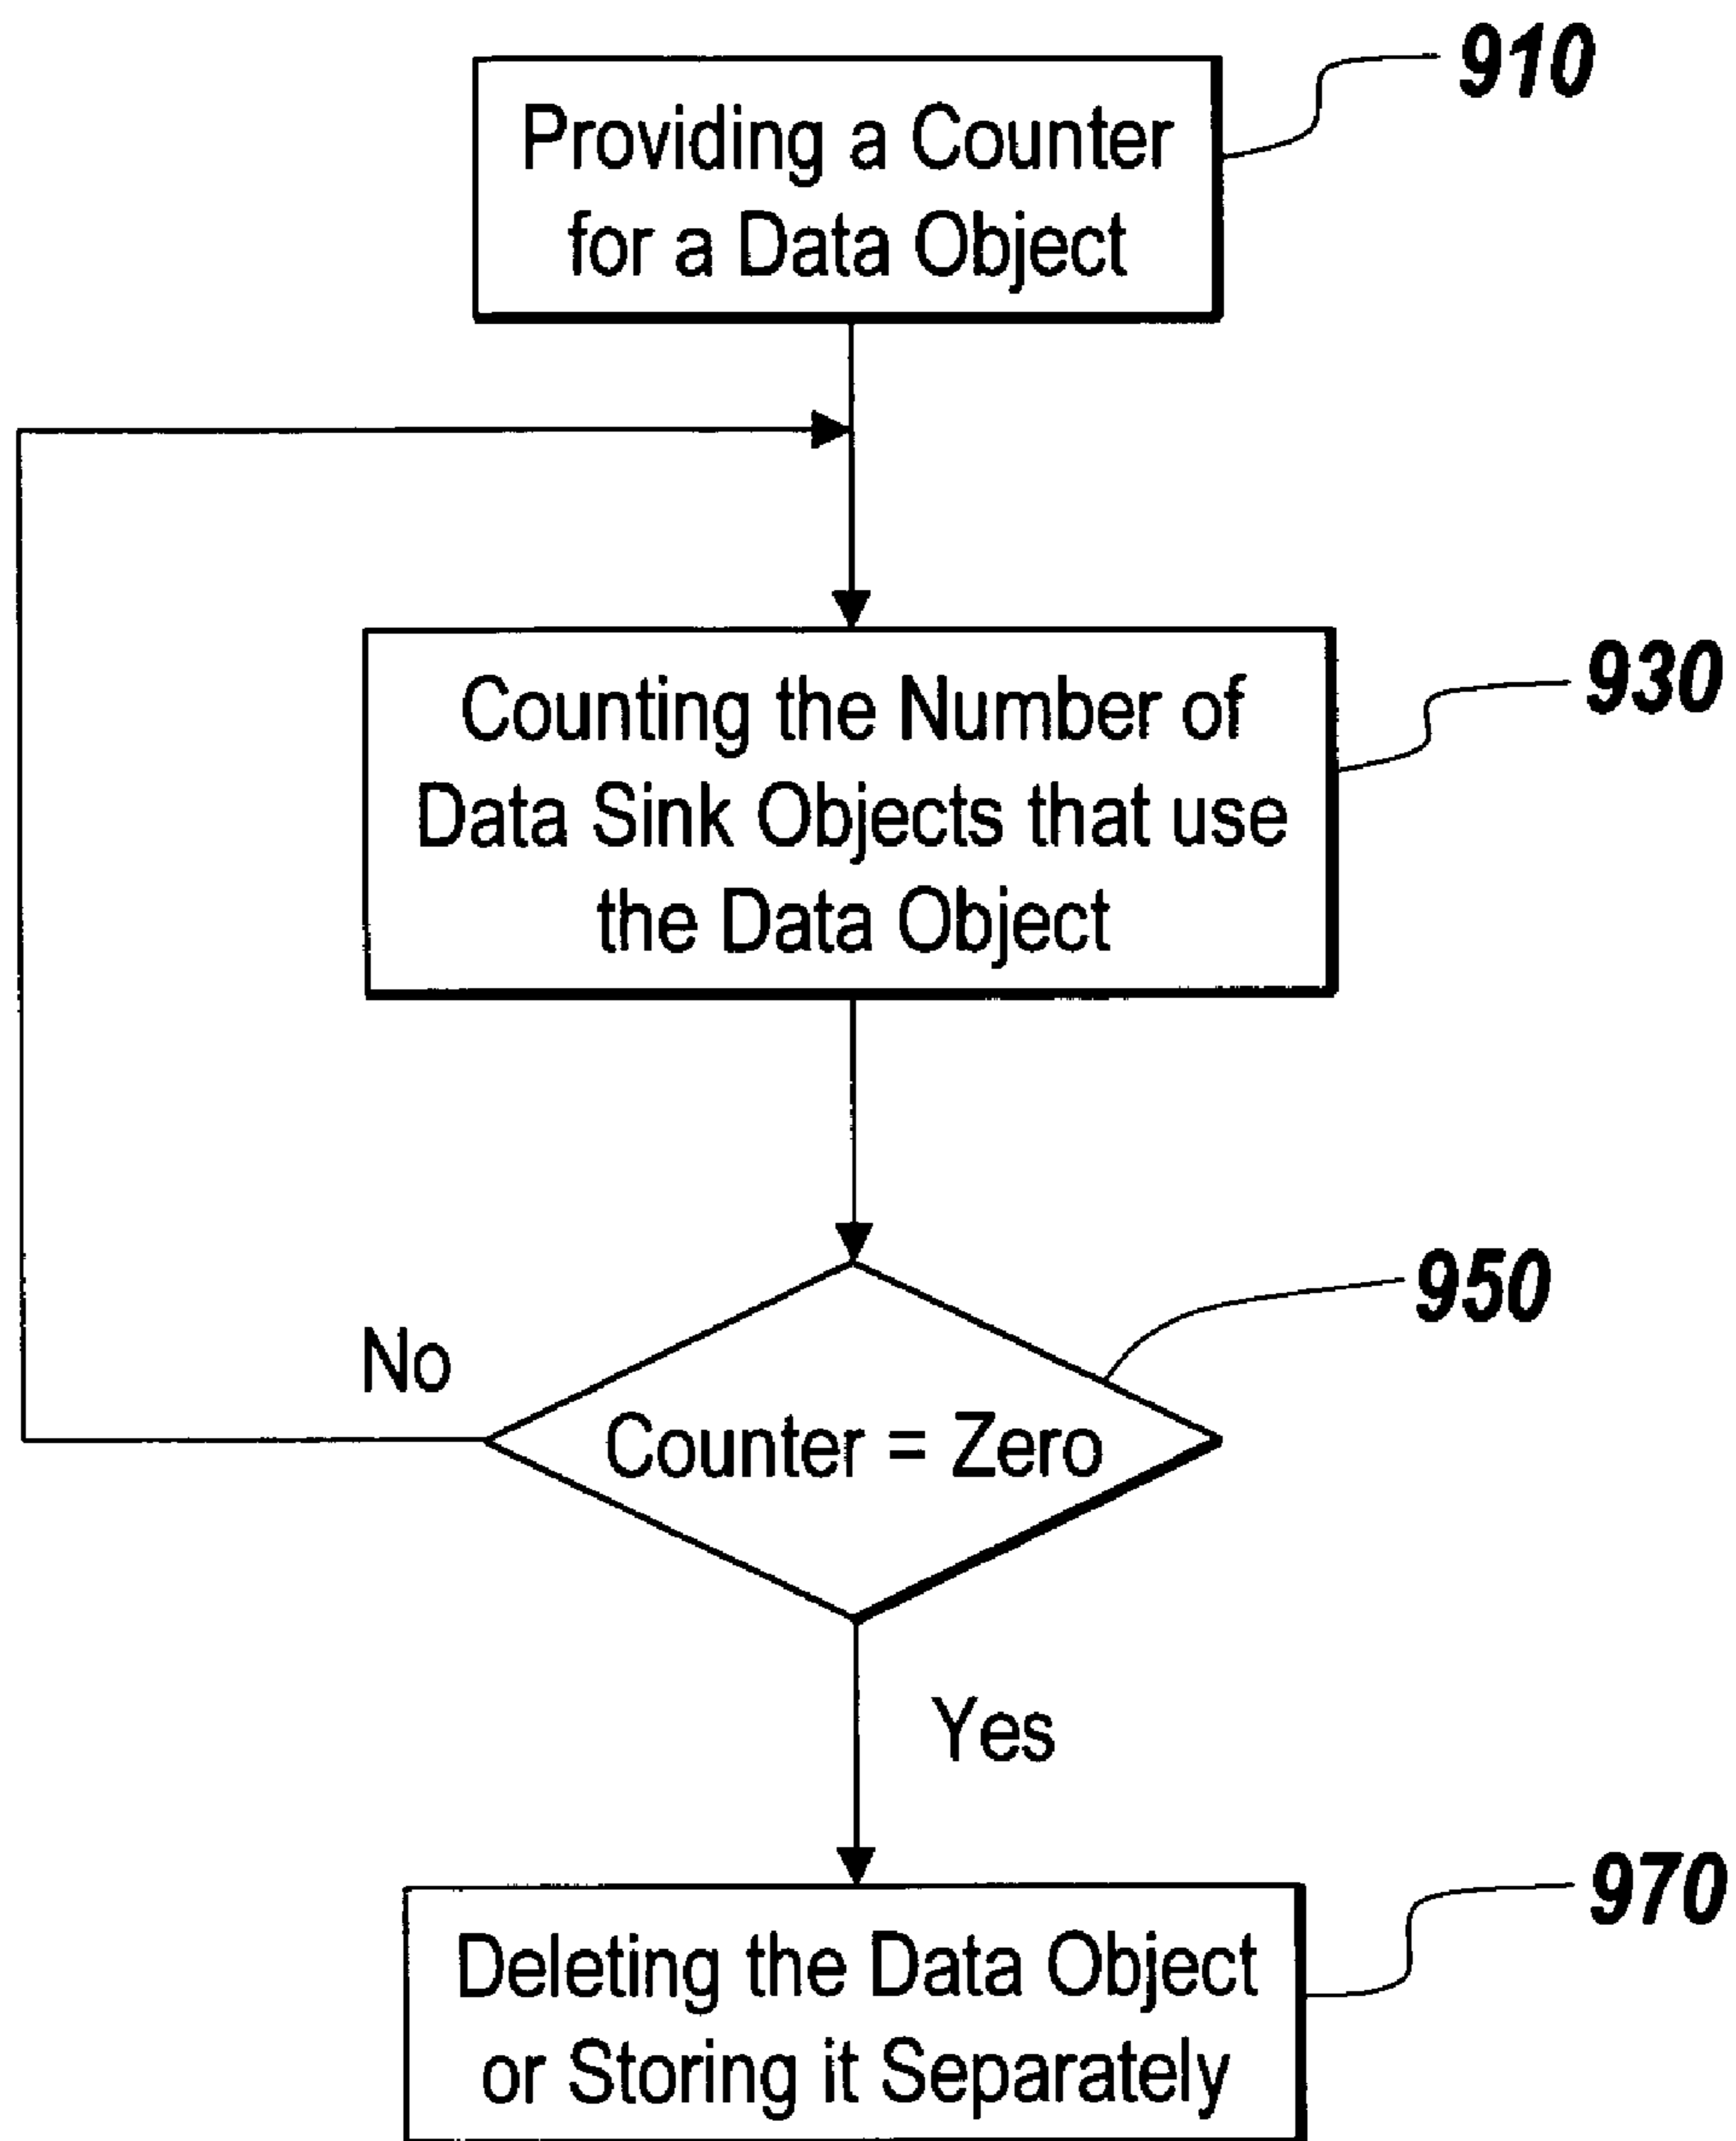 910
Providing a Counter
for a Data Object
930
Counting the Number of
Data Sink Objects that use
the Data Object
950
No
Counter = Zero
Yes
970
Deleting the Data Object
or Storing it Separately